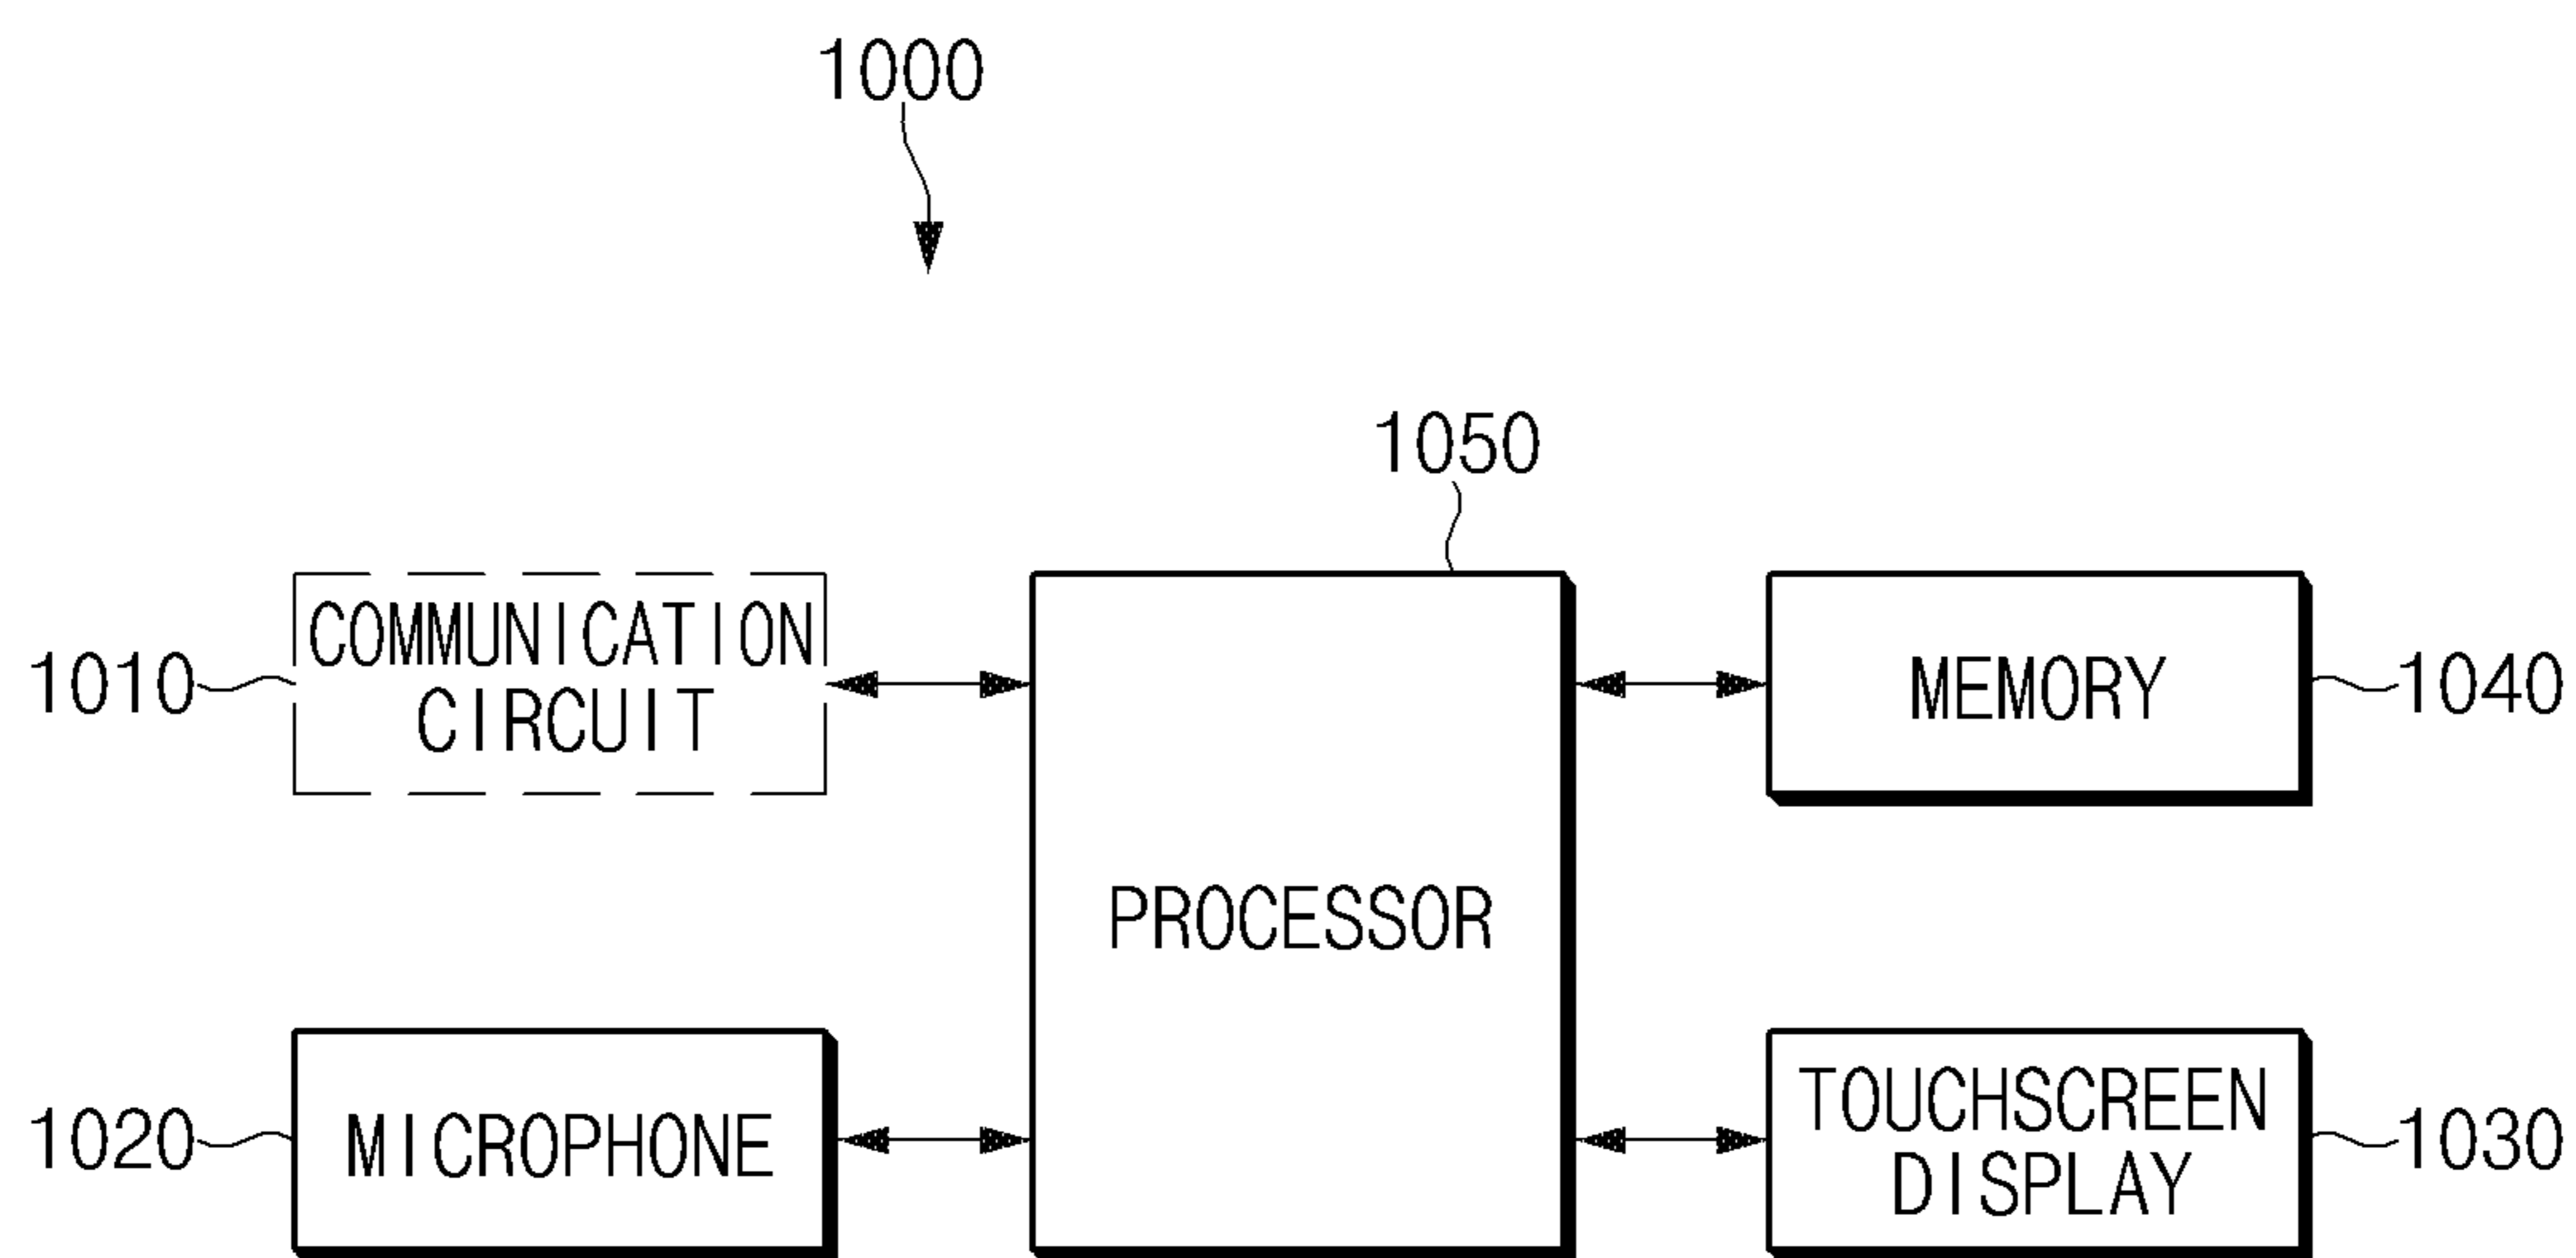 1000
1050
COMMUNICATION
CIRCUIT
1010
MEMORY
1040
PROCESSOR
MICROPHONE
1020
TOUCHSCREEN
DISPLAY
1030